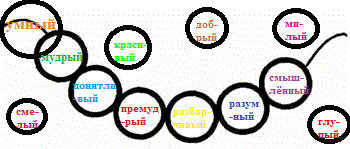 умный
мудрый
понятли-
вый
премуд
-рый
разбор-
чивый
разум
-ный
смыш-
лённый
краси-
вый
доб-
рый
ми-
лый
сме-
лый
глу-
пый